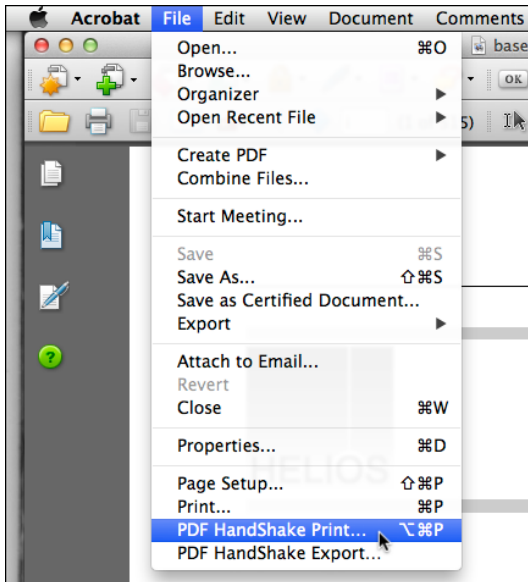 Acrobat File Edit View Document Comments
base
Open... ⌘O
Browse...
Organizer ▶
Open Recent File ▶
5)
OK
Create PDF ▶
Combine Files...
Start Meeting...
Save ⌘S
Save As... ⇧⌘S
Save as Certified Document...
Export ▶
Attach to Email...
Revert
Close ⌘W
Properties... ⌘D
HELIOS
Page Setup... ⇧⌘P
Print... ⌘P
PDF HandShake Print... ⌥⌘P
PDF HandShake Export...